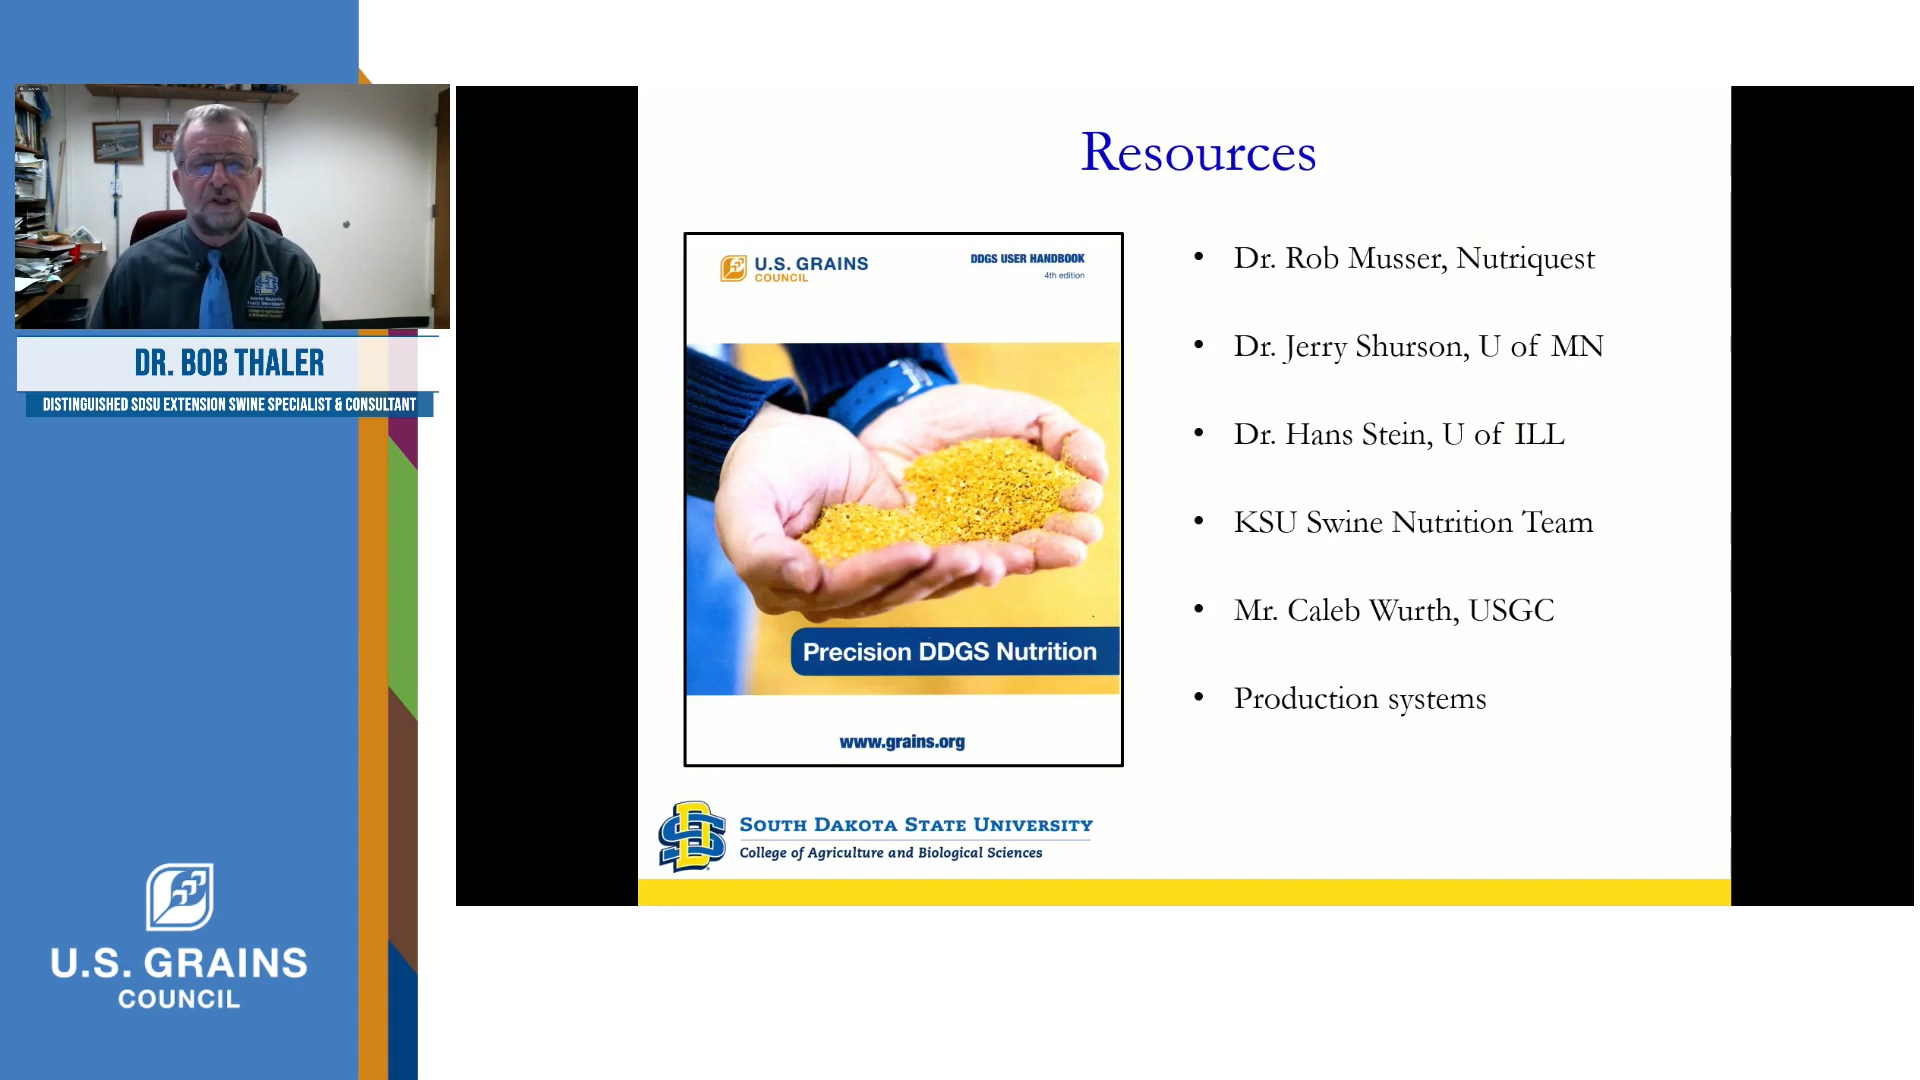 DR. BOB THALER
DISTINGUISHED SDSU EXTENSION SWINE SPECIALIST & CONSULTANT
U.S. GRAINS
COUNCIL
Resources
U.S. GRAINS
COUNCIL
DDGS USER HANDBOOK
4th edition
Precision DDGS Nutrition
www.grains.org
• Dr. Rob Musser, Nutriquest
• Dr. Jerry Shurson, U of MN
• Dr. Hans Stein, U of ILL
• KSU Swine Nutrition Team
• Mr. Caleb Wurth, USGC
• Production systems
SOUTH DAKOTA STATE UNIVERSITY
College of Agriculture and Biological Sciences